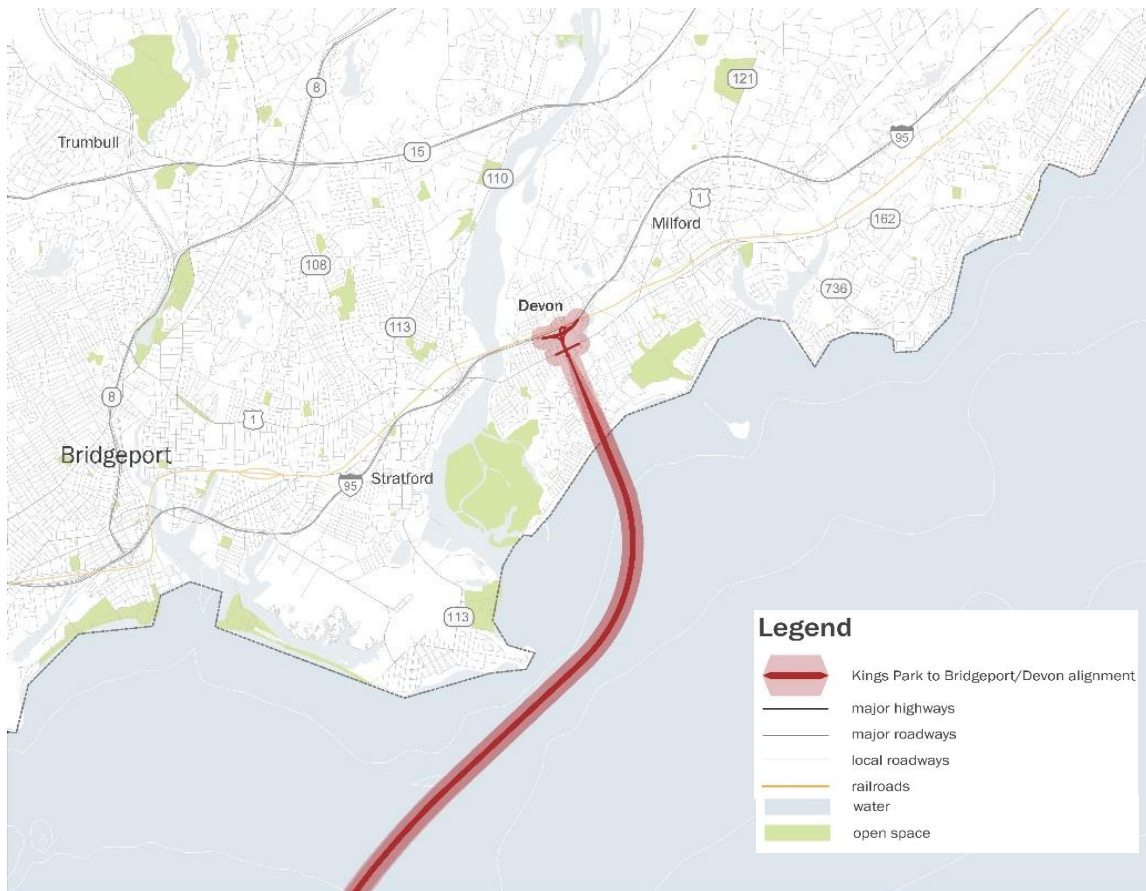 8
121
Trumbull
95
15
110
1
Milford
162
108
736
Devon
113
8
1
Bridgeport
Stratford
95
113
Legend
Kings Park to Bridgeport/Devon alignment
major highways
major roadways
local roadways
railroads
water
open space